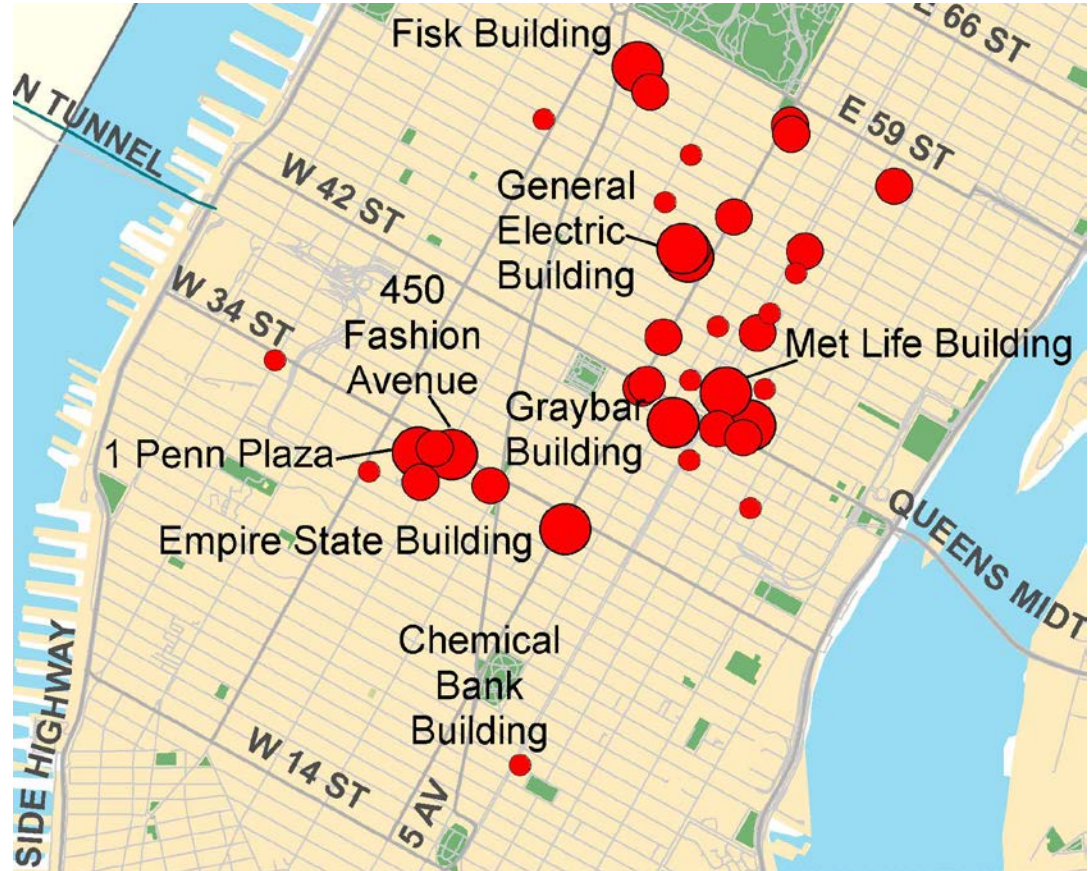 Fisk Building
E 66 ST
E 59 ST
N TUNNEL
W 42 ST
General
Electric
Building
W 34 ST
450
Fashion
Avenue
Met Life Building
Graybar
Building
1 Penn Plaza
Empire State Building
QUEENS MIDT
Chemical
Bank
Building
SIDE HIGHWAY
W 14 ST
5 AV